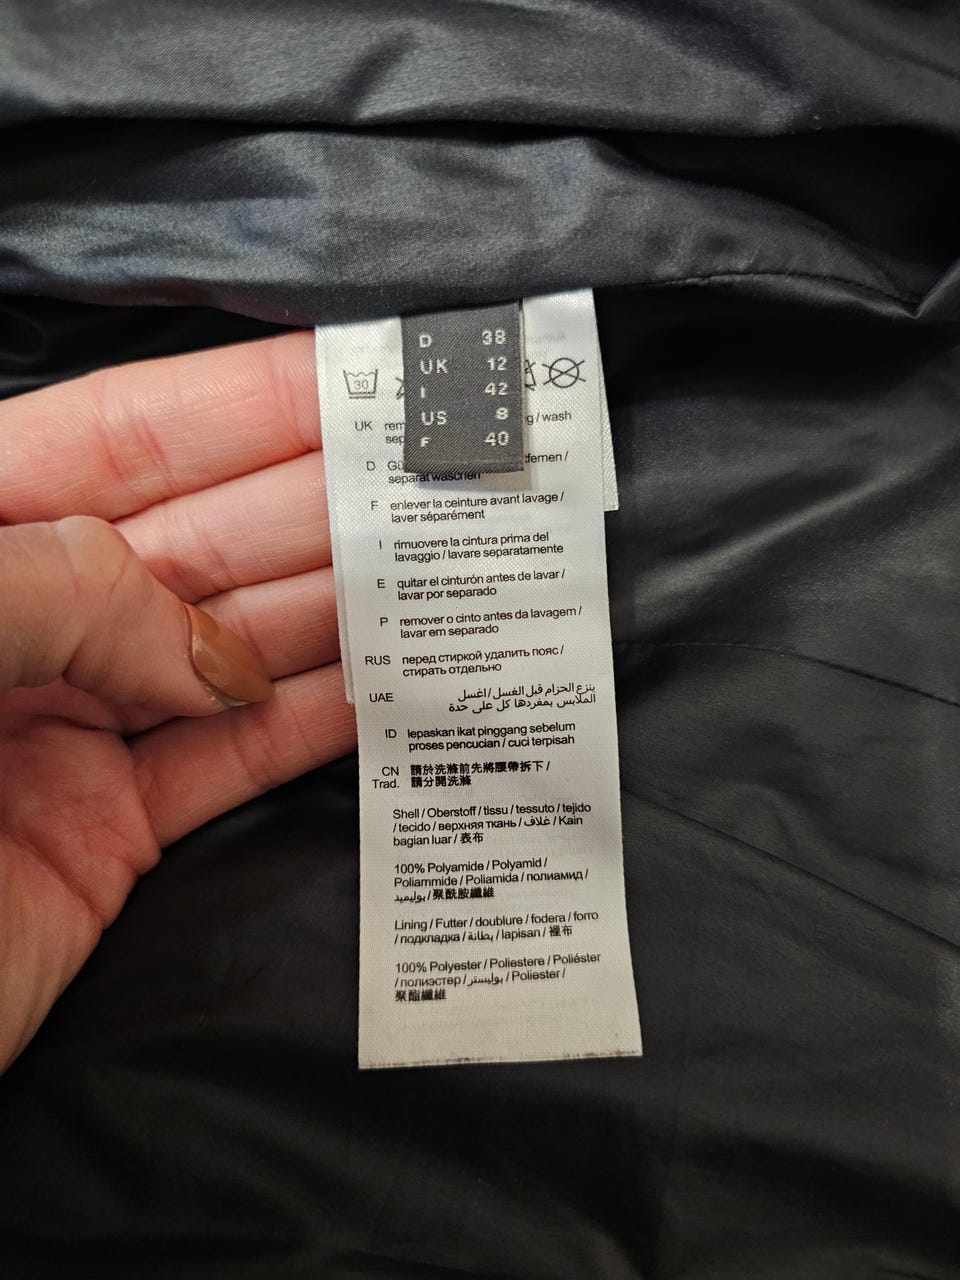 D 38
UK 12
I 42
US 8
F 40
30
UK / wash
D
separat waschen
F enlever la ceinture avant lavage /
laver séparément
I rimuovere la cintura prima del
lavaggio / lavare separatamente
E quitar el cinturón antes de lavar /
lavar por separado
P remover o cinto antes da lavagem /
lavar em separado
RUS перед стиркой удалить пояс /
стирать отдельно
UAE ينزع الحزام قبل الغسل / اغسل
الملابس بمفردها كل على حدة
ID lepaskan ikat pinggang sebelum
proses pencucian / cuci terpisah
CN 請於洗滌前先將腰帶拆下 /
Trad. 請分開洗滌
Shell / Oberstoff / tissu / tessuto / tejido
/ tecido / верхняя ткань / غلاف / Kain
bagian luar / 表布
100% Polyamide / Polyamid /
Poliammide / Poliamida / полиамид /
بوليميد / 聚酰胺纖維
Lining / Futter / doublure / fodera / forro
/ подкладка / بطانة / lapisan / 裡布
100% Polyester / Poliestere / Poliéster
/ полиэстер / بوليستر / Poliester /
聚酯纖維